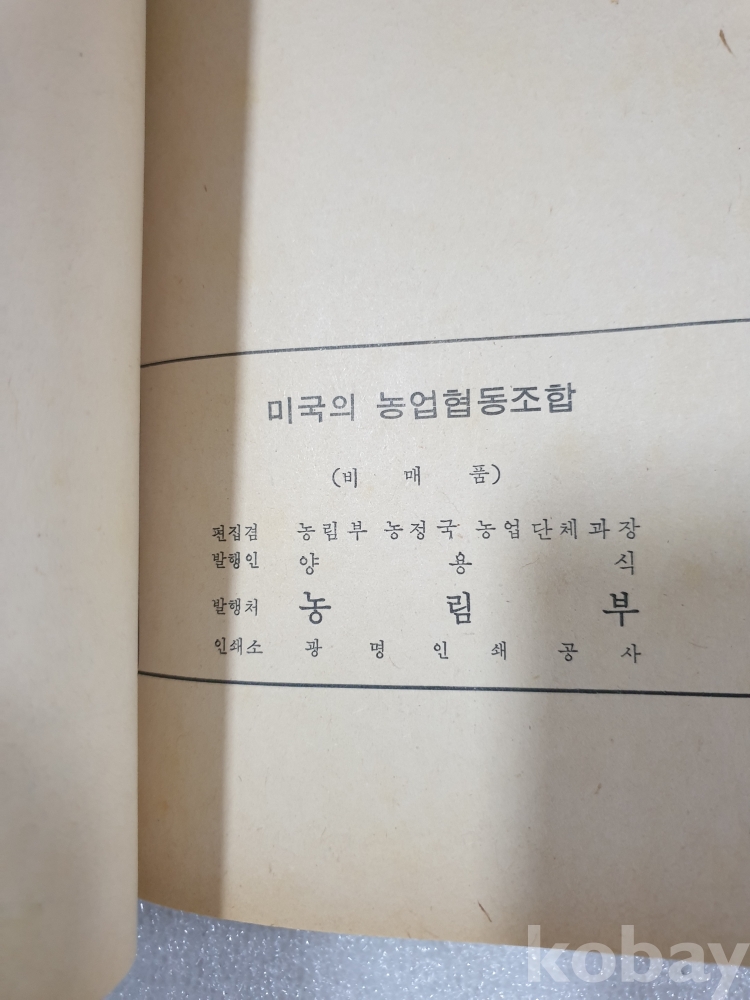 미국의 농업협동조합
(비 매 품)
편집겸 농림부 농정국 농업단체과장
발행인 양 용 식
발행처 농 림 부
인쇄소 광 명 인 쇄 공 사
kobay